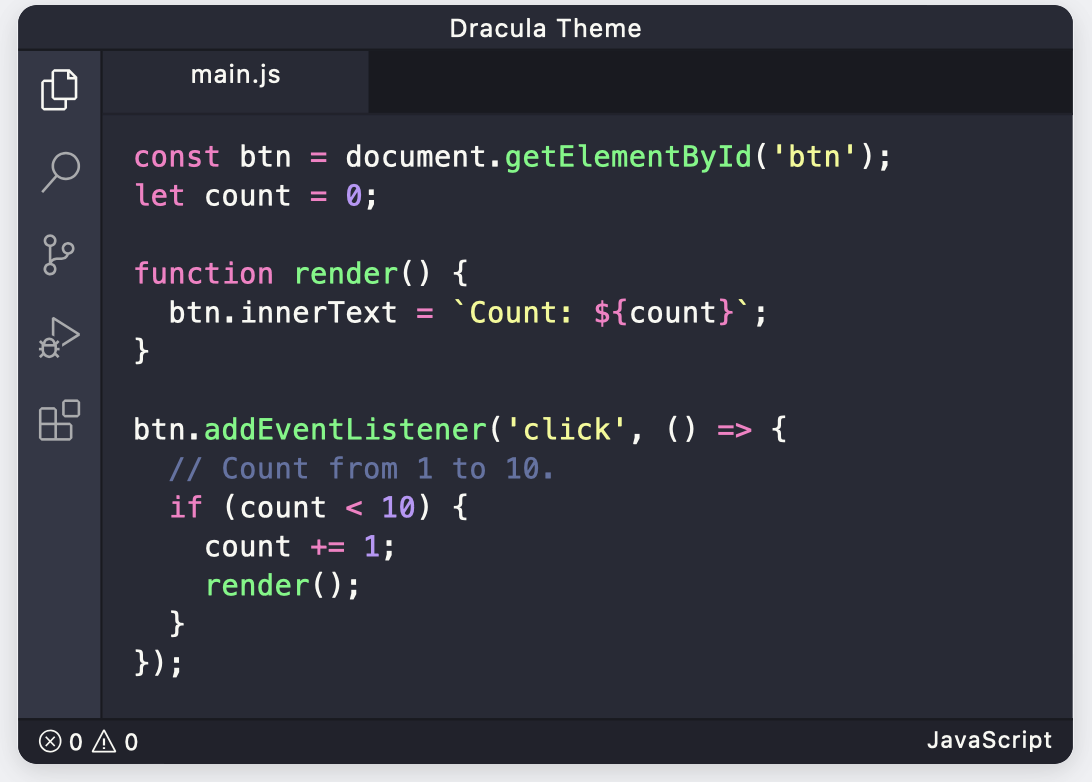 Dracula Theme
main.js
const btn = document.getElementById('btn');
let count = 0;

function render() {
  btn.innerText = `Count: ${count}`;
}

btn.addEventListener('click', () => {
  // Count from 1 to 10.
  if (count < 10) {
    count += 1;
    render();
  }
});
0 0 JavaScript